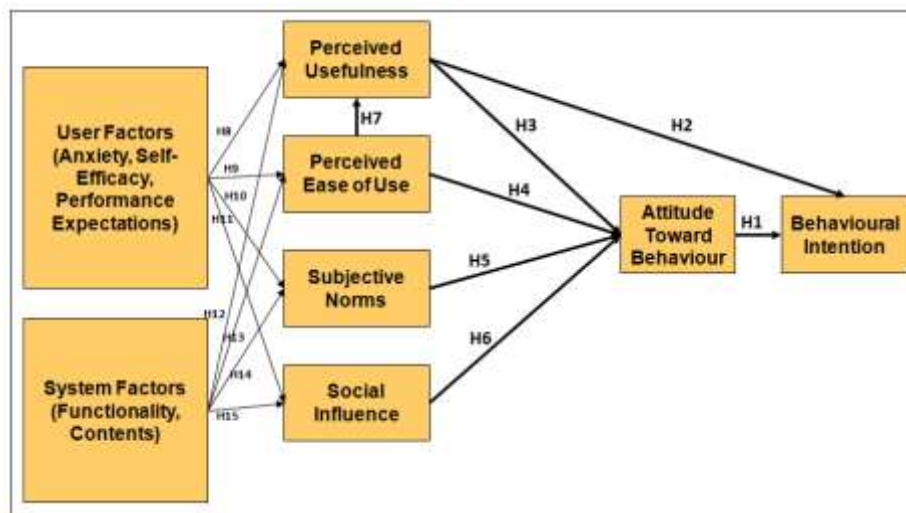 Perceived
Usefulness
User Factors
(Anxiety, Self-
Efficacy,
Performance
Expectations)
H8
H9
H10
H11
H7
Perceived
Ease of Use
H3
H2
H4
Attitude
Toward
Behaviour
H1
Behavioural
Intention
Subjective
Norms
H5
H6
System Factors
(Functionality,
Contents)
H12
H13
H14
H15
Social
Influence